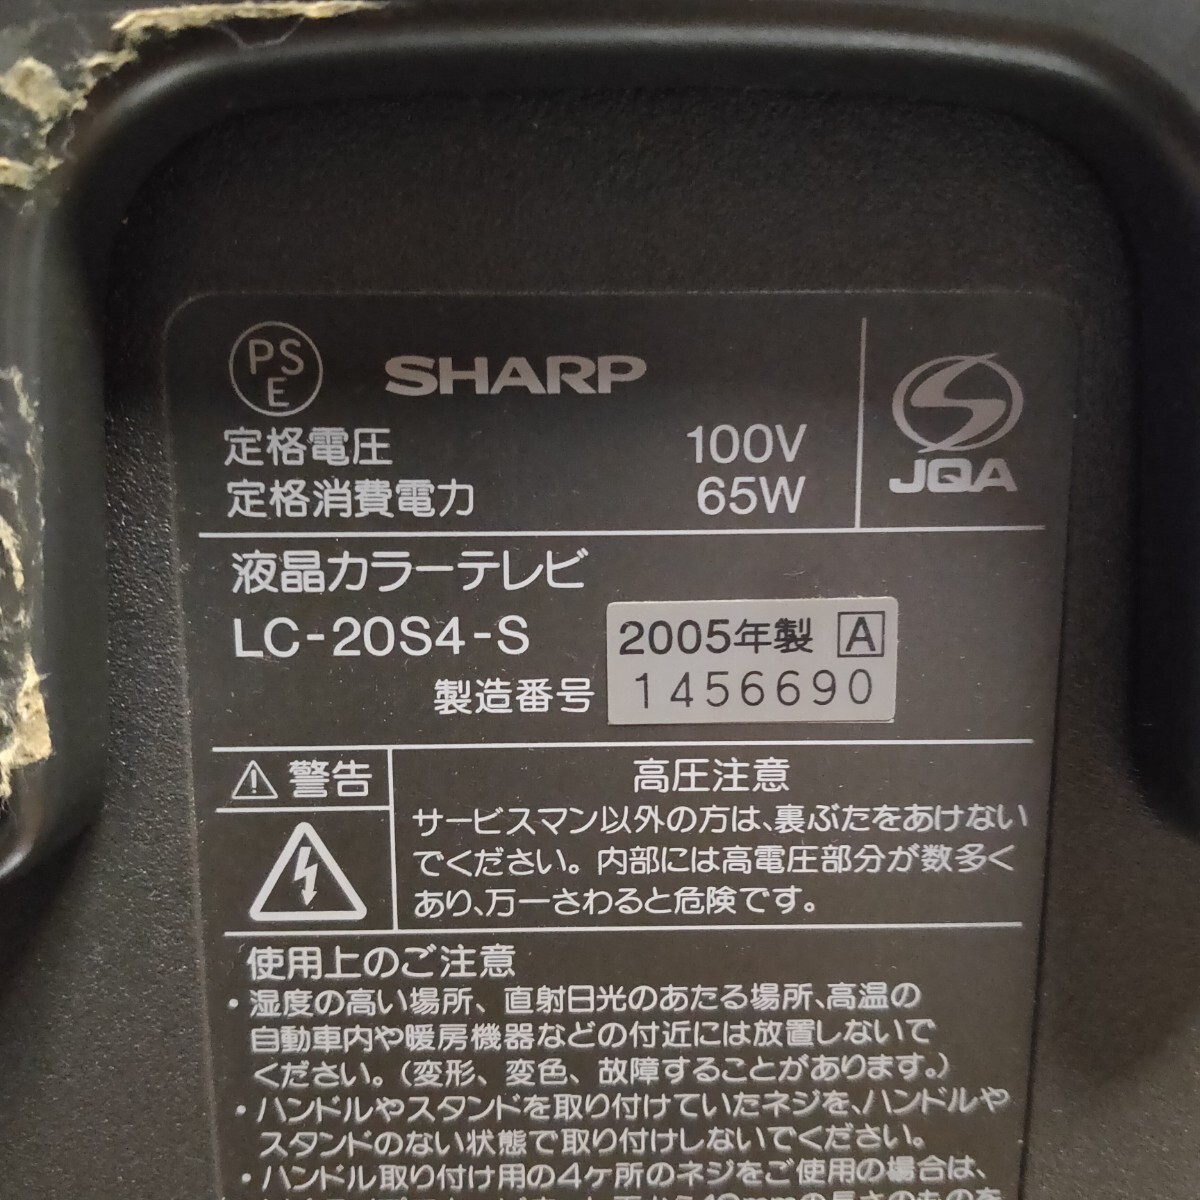 PS
E
SHARP
定格電圧 100V
定格消費電力 65W
JQA
液晶カラーテレビ
LC-20S4-S
2005年製 A
製造番号 1456690
警告
高圧注意
サービスマン以外の方は、裏ぶたをあけない
でください。内部には高電圧部分が数多く
あり、万一さわると危険です。
使用上のご注意
・湿度の高い場所、直射日光のあたる場所、高温の
自動車内や暖房機器などの付近には放置しないで
ください。（変形、変色、故障することがあります。）
・ハンドルやスタンドを取り付けていたネジを、ハンドルや
スタンドのない状態で取り付けしないでください。
・ハンドル取り付け用の4ケ所のネジをご使用の場合は、